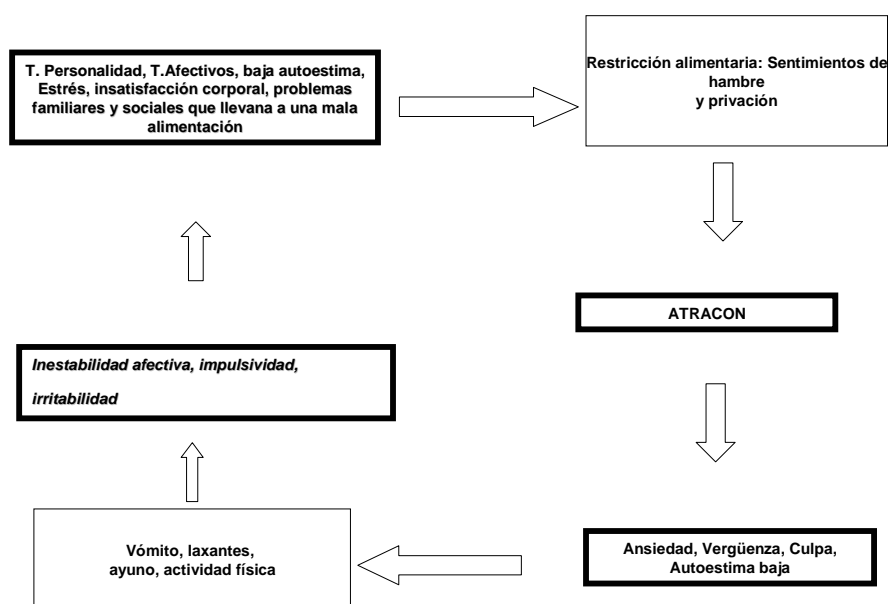 T. Personalidad, T.Afectivos, baja autoestima,
Estrés, insatisfacción corporal, problemas
familiares y sociales que llevana a una mala
alimentación
Restricción alimentaria: Sentimientos de
hambre
y privación
ATRACON
Ansiedad, Vergüenza, Culpa,
Autoestima baja
Vómito, laxantes,
ayuno, actividad física
Inestabilidad afectiva, impulsividad,
irritabilidad